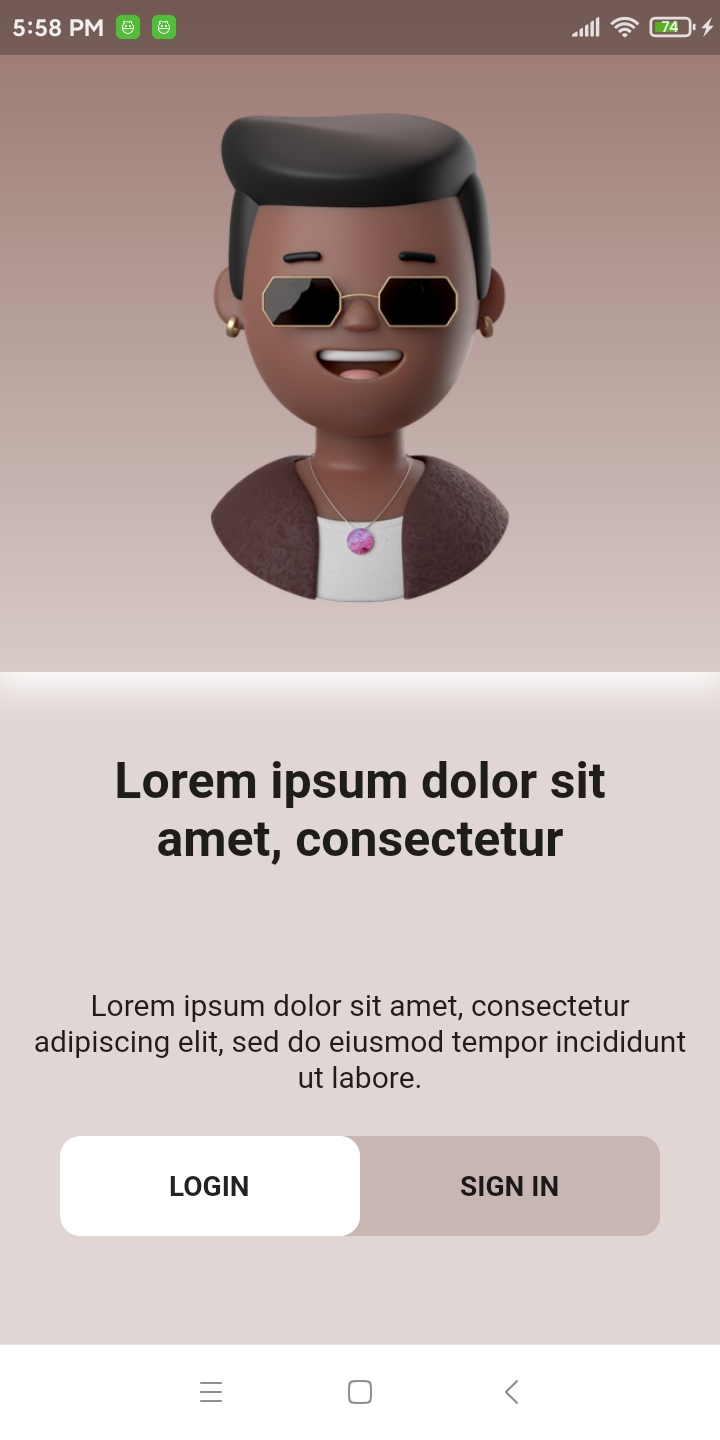 5:58 PM
74
Lorem ipsum dolor sit
amet, consectetur
Lorem ipsum dolor sit amet, consectetur
adipiscing elit, sed do eiusmod tempor incididunt
ut labore.
LOGIN SIGN IN